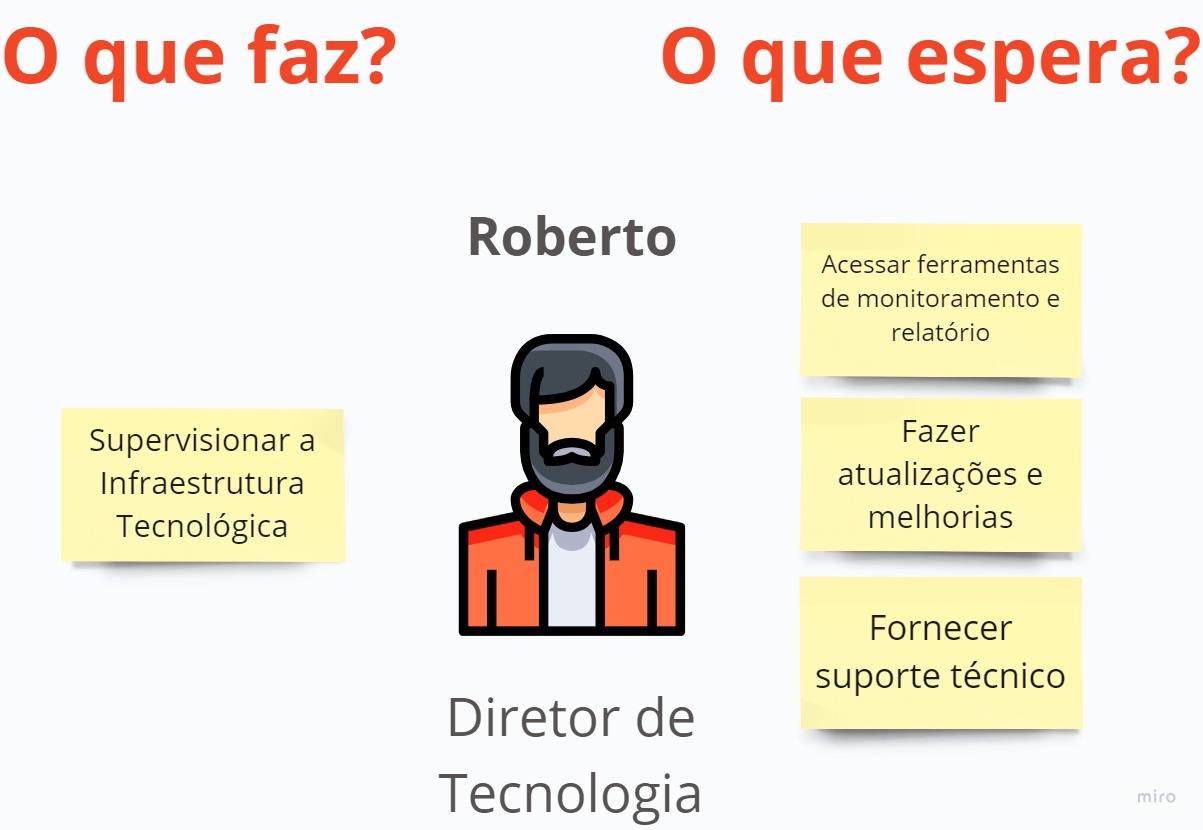 O que faz?
O que espera?
Roberto
Supervisionar a
Infraestrutura
Tecnológica
Acessar ferramentas
de monitoramento e
relatório
Fazer
atualizações e
melhorias
Fornecer
suporte técnico
Diretor de
Tecnologia
miro